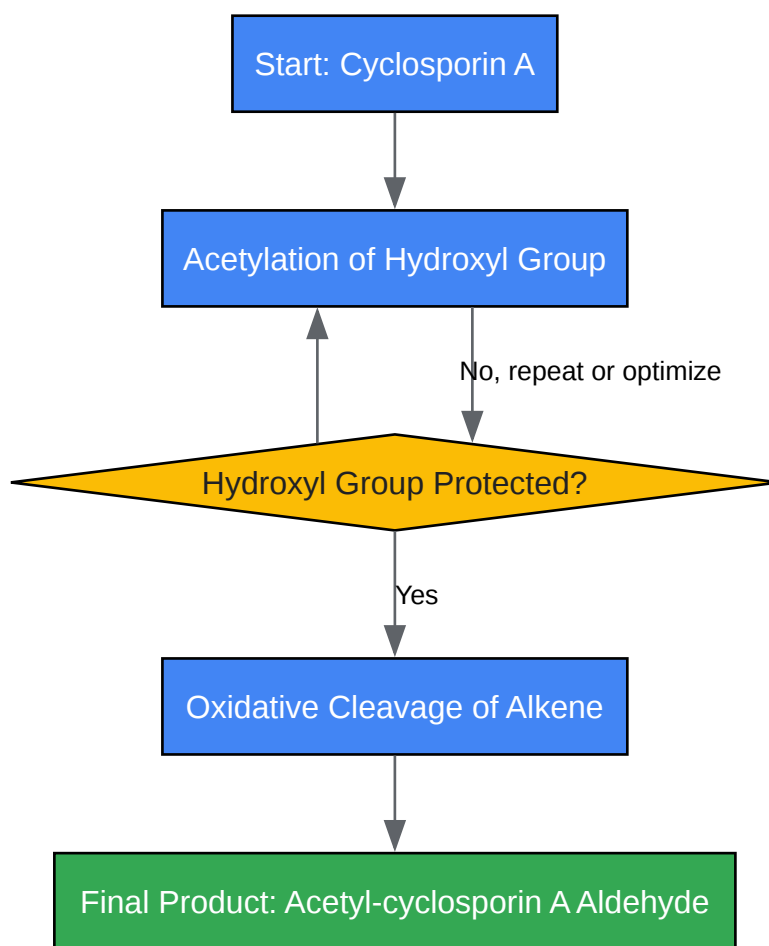 Start: Cyclosporin A
Acetylation of Hydroxyl Group
No, repeat or optimize
Hydroxyl Group Protected?
Yes
Oxidative Cleavage of Alkene
Final Product: Acetyl-cyclosporin A Aldehyde